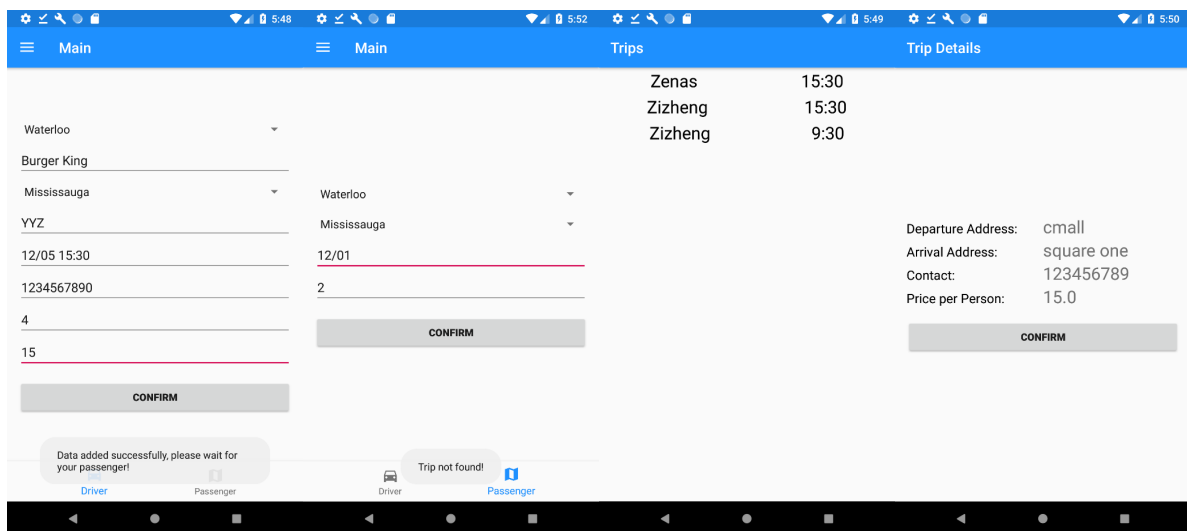 5:48
Main
Waterloo
Burger King
Mississauga
YYZ
12/05 15:30
1234567890
4
15
CONFIRM
Data added successfully, please wait for
your passenger!
Driver
Passenger
5:52
Main
Waterloo
Mississauga
12/01
2
CONFIRM
Trip not found!
Driver
Passenger
5:49
Trips
Zenas 15:30
Zizheng 15:30
Zizheng 9:30
5:50
Trip Details
Departure Address: cmall
Arrival Address: square one
Contact: 123456789
Price per Person: 15.0
CONFIRM